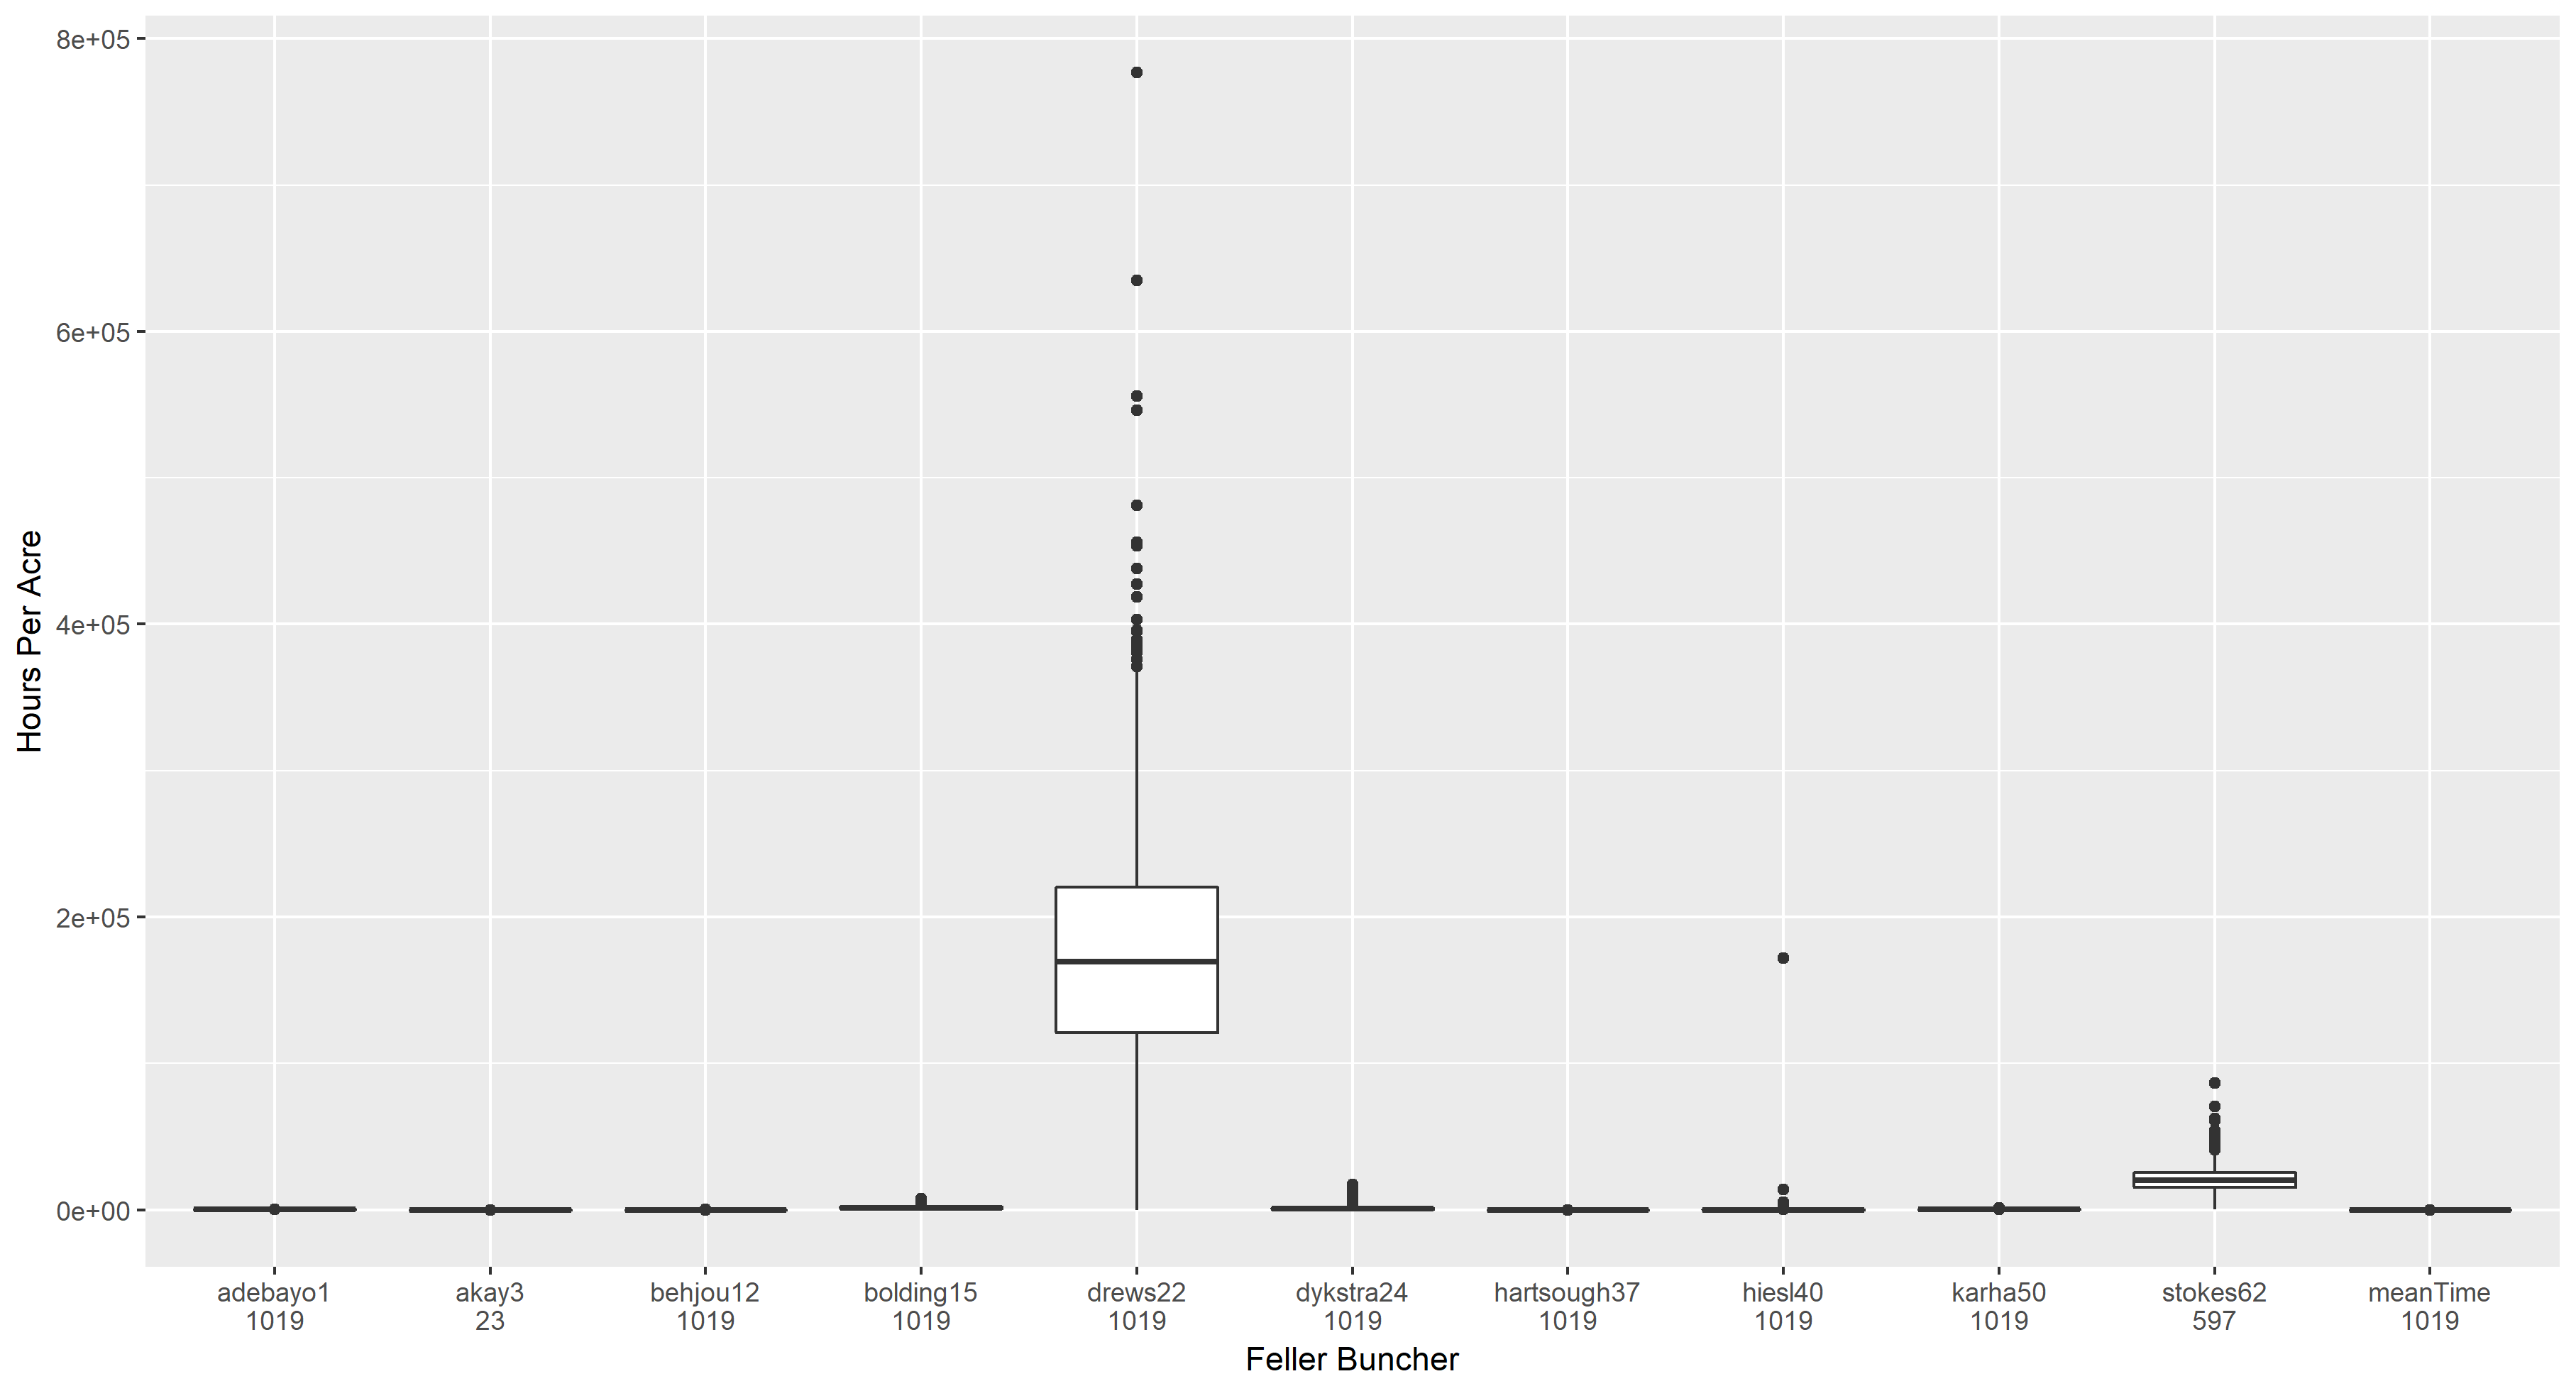 Hours Per Acre
8e+05
6e+05
4e+05
2e+05
0e+00
adebayo1 akay3 behjou12 bolding15 drews22 dykstra24 hartsough37 hiesl40 karha50 stokes62 meanTime
1019 23 1019 1019 1019 1019 1019 1019 1019 597 1019
Feller Buncher